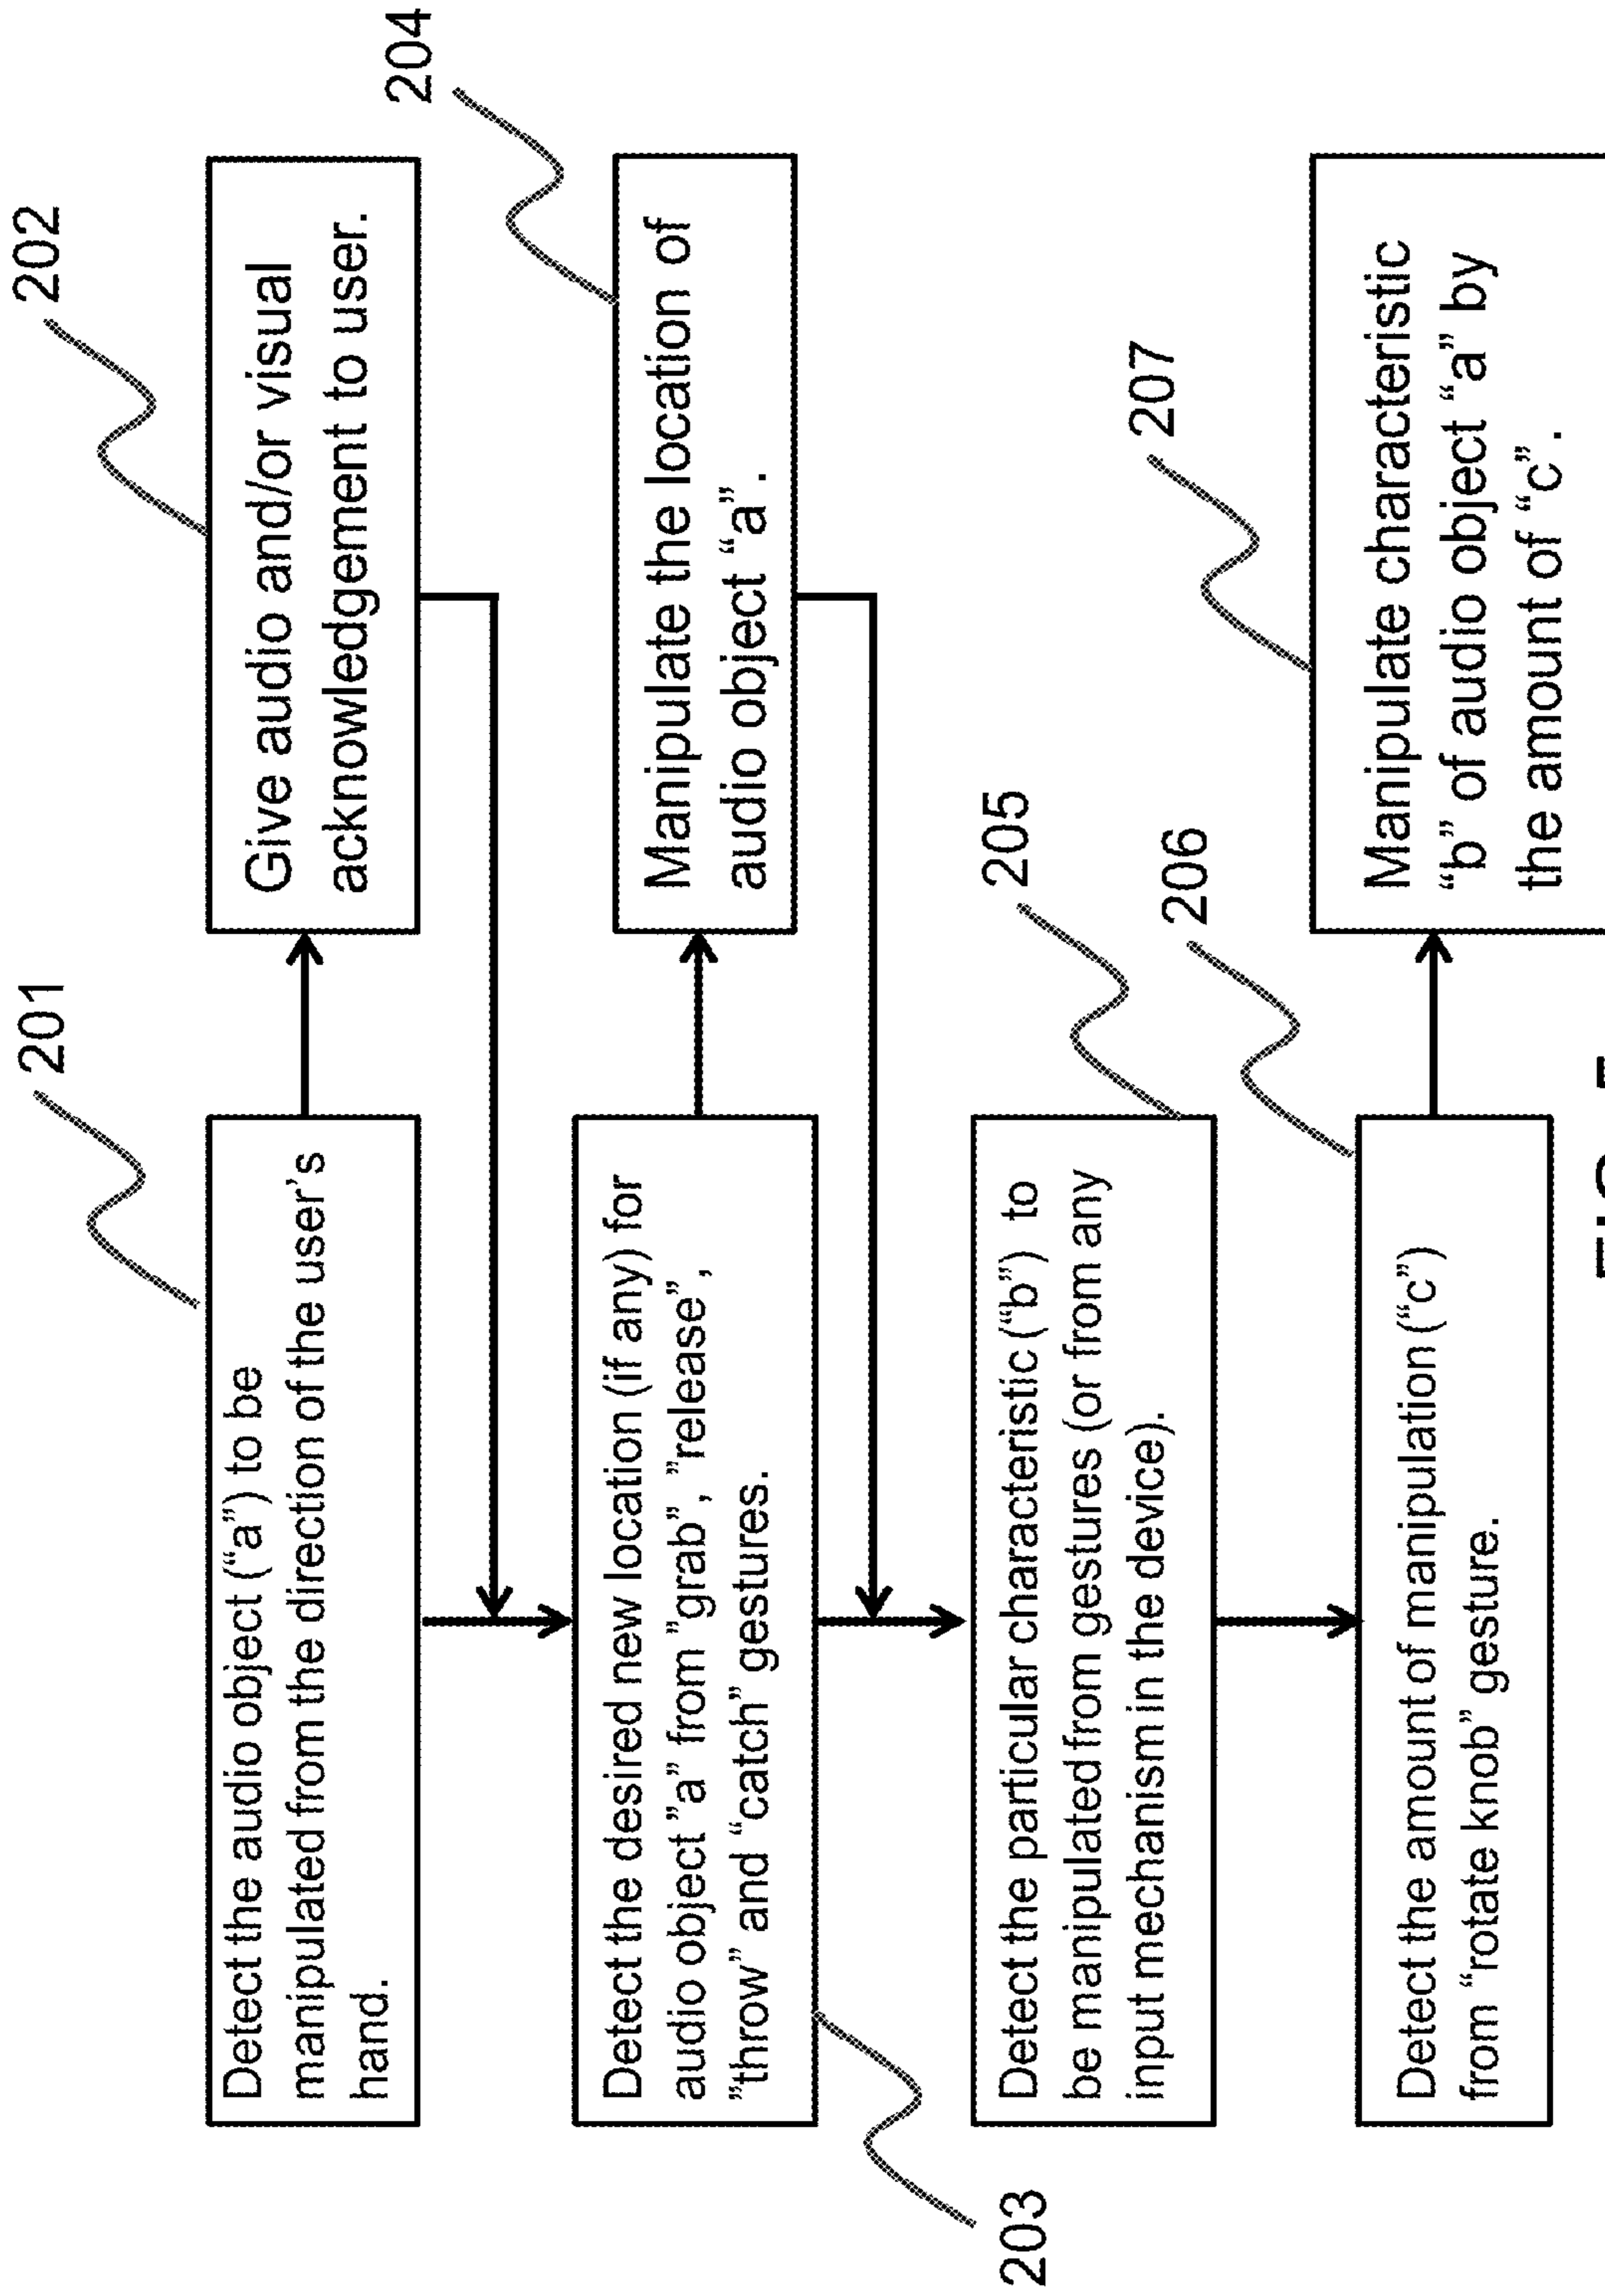 201
Detect the audio object (“a”) to be
manipulated from the direction of the user’s
hand.
202
Give audio and/or visual
acknowledgement to user.
Detect the desired new location (if any) for
audio object ”a” from ”grab”, ”release”,
”throw” and “catch” gestures.
203
204
Manipulate the location of
audio object “a”.
205
Detect the particular characteristic (“b”) to
be manipulated from gestures (or from any
input mechanism in the device).
206
Detect the amount of manipulation (“c”)
from “rotate knob” gesture.
207
Manipulate characteristic
“b” of audio object “a” by
the amount of “c”.